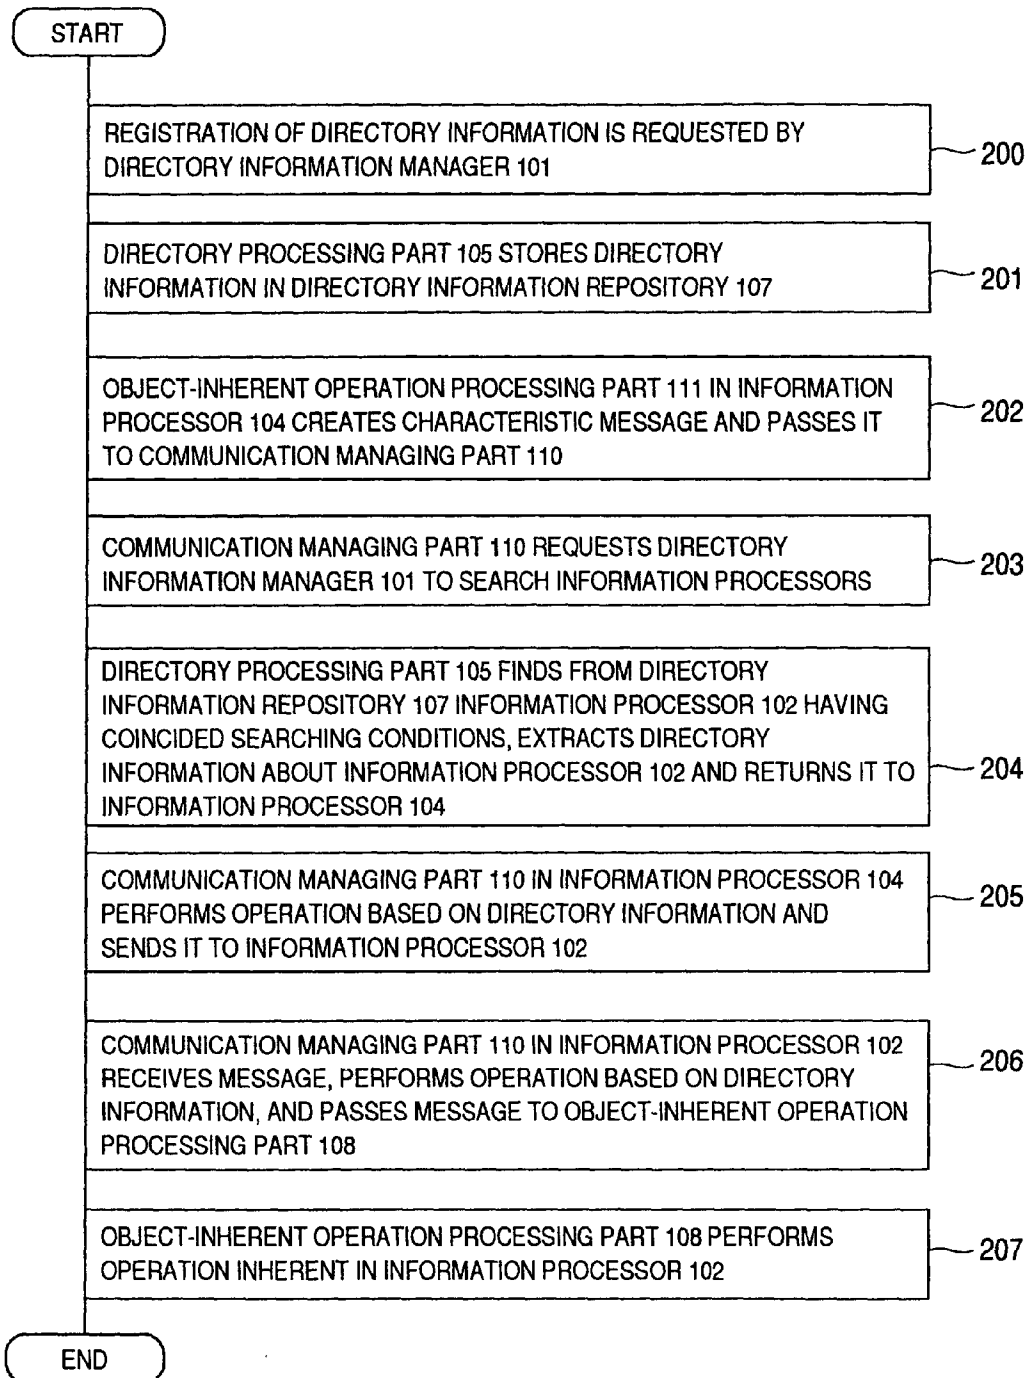 START
REGISTRATION OF DIRECTORY INFORMATION IS REQUESTED BY
DIRECTORY INFORMATION MANAGER 101
200
DIRECTORY PROCESSING PART 105 STORES DIRECTORY
INFORMATION IN DIRECTORY INFORMATION REPOSITORY 107
201
OBJECT-INHERENT OPERATION PROCESSING PART 111 IN INFORMATION
PROCESSOR 104 CREATES CHARACTERISTIC MESSAGE AND PASSES IT
TO COMMUNICATION MANAGING PART 110
202
COMMUNICATION MANAGING PART 110 REQUESTS DIRECTORY
INFORMATION MANAGER 101 TO SEARCH INFORMATION PROCESSORS
203
DIRECTORY PROCESSING PART 105 FINDS FROM DIRECTORY
INFORMATION REPOSITORY 107 INFORMATION PROCESSOR 102 HAVING
COINCIDED SEARCHING CONDITIONS, EXTRACTS DIRECTORY
INFORMATION ABOUT INFORMATION PROCESSOR 102 AND RETURNS IT TO
INFORMATION PROCESSOR 104
204
COMMUNICATION MANAGING PART 110 IN INFORMATION PROCESSOR 104
PERFORMS OPERATION BASED ON DIRECTORY INFORMATION AND
SENDS IT TO INFORMATION PROCESSOR 102
205
COMMUNICATION MANAGING PART 110 IN INFORMATION PROCESSOR 102
RECEIVES MESSAGE, PERFORMS OPERATION BASED ON DIRECTORY
INFORMATION, AND PASSES MESSAGE TO OBJECT-INHERENT OPERATION
PROCESSING PART 108
206
OBJECT-INHERENT OPERATION PROCESSING PART 108 PERFORMS
OPERATION INHERENT IN INFORMATION PROCESSOR 102
207
END